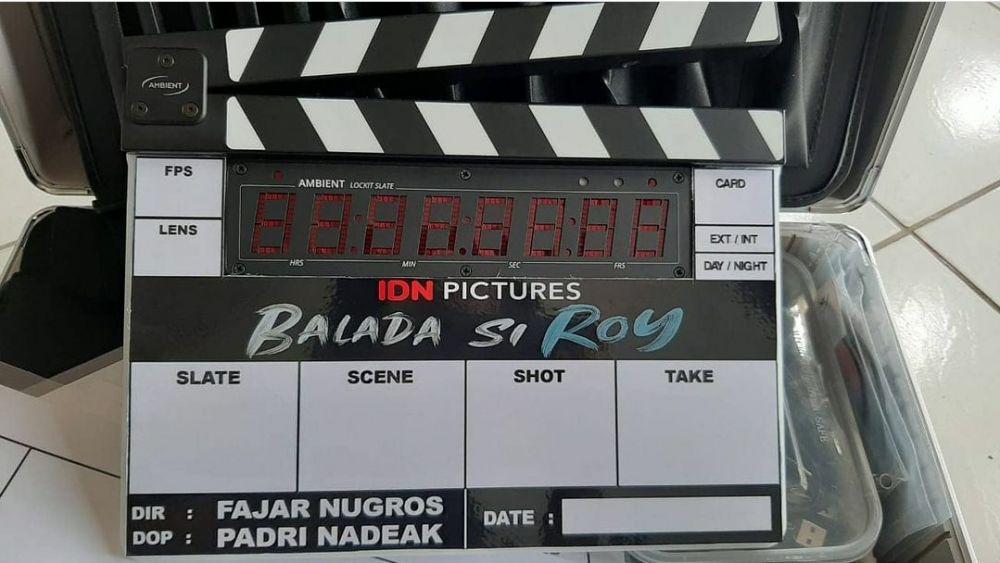 AMBIENT
FPS
AMBIENT LOCKIT SLATE
CARD
LENS
EXT / INT
HRS MIN SEC FRS
DAY / NIGHT
IDN PICTURES
BALADA SI ROY
SLATE SCENE SHOT TAKE
DIR : FAJAR NUGROS
DATE :
DOP : PADRI NADEAK